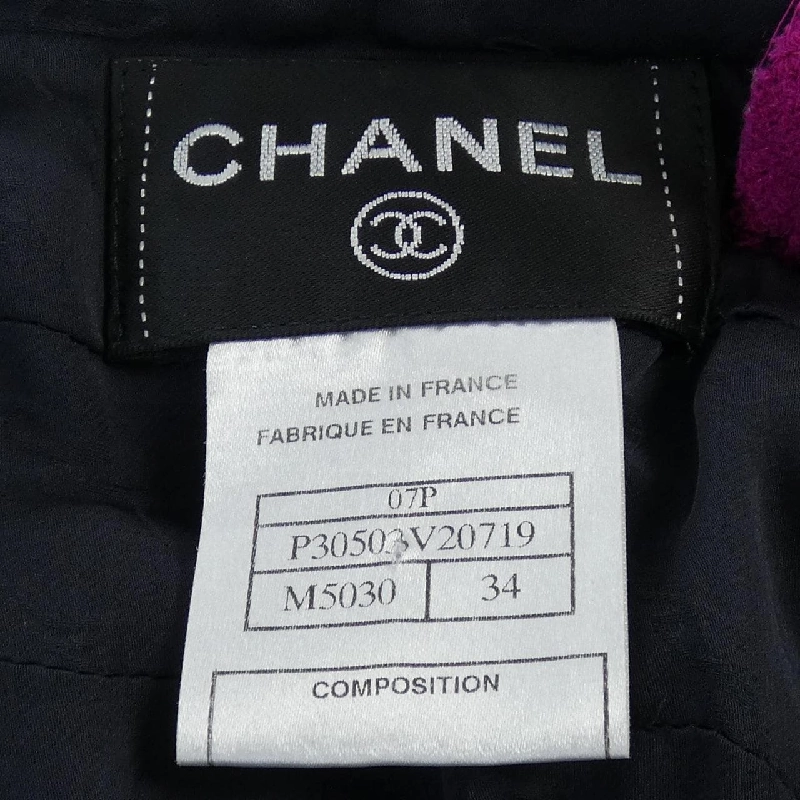 CHANEL
MADE IN FRANCE
FABRIQUE EN FRANCE
07P
P30503V20719
M5030 34
COMPOSITION